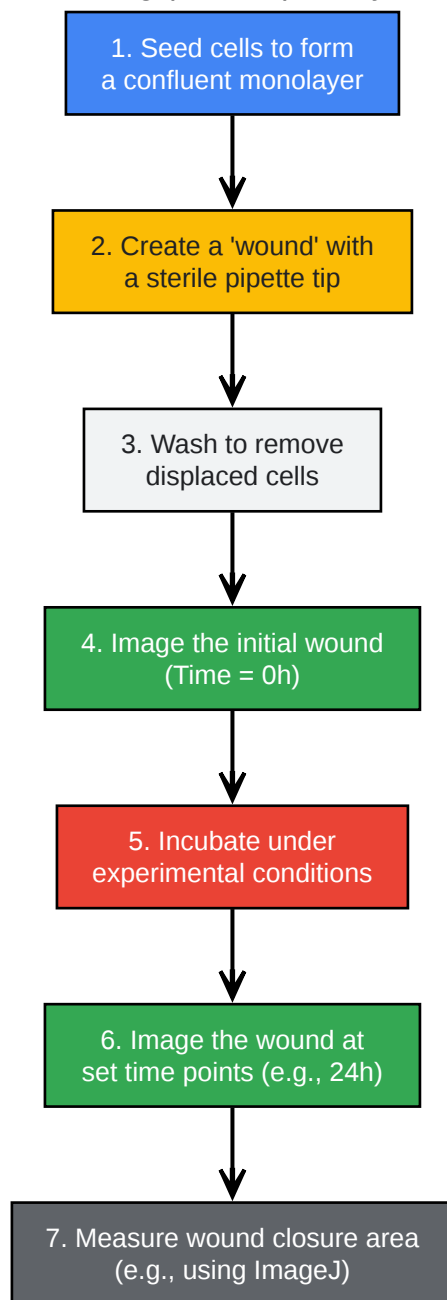 1. Seed cells to form
a confluent monolayer
2. Create a 'wound' with
a sterile pipette tip
3. Wash to remove
displaced cells
4. Image the initial wound
(Time = 0h)
5. Incubate under
experimental conditions
6. Image the wound at
set time points (e.g., 24h)
7. Measure wound closure area
(e.g., using ImageJ)